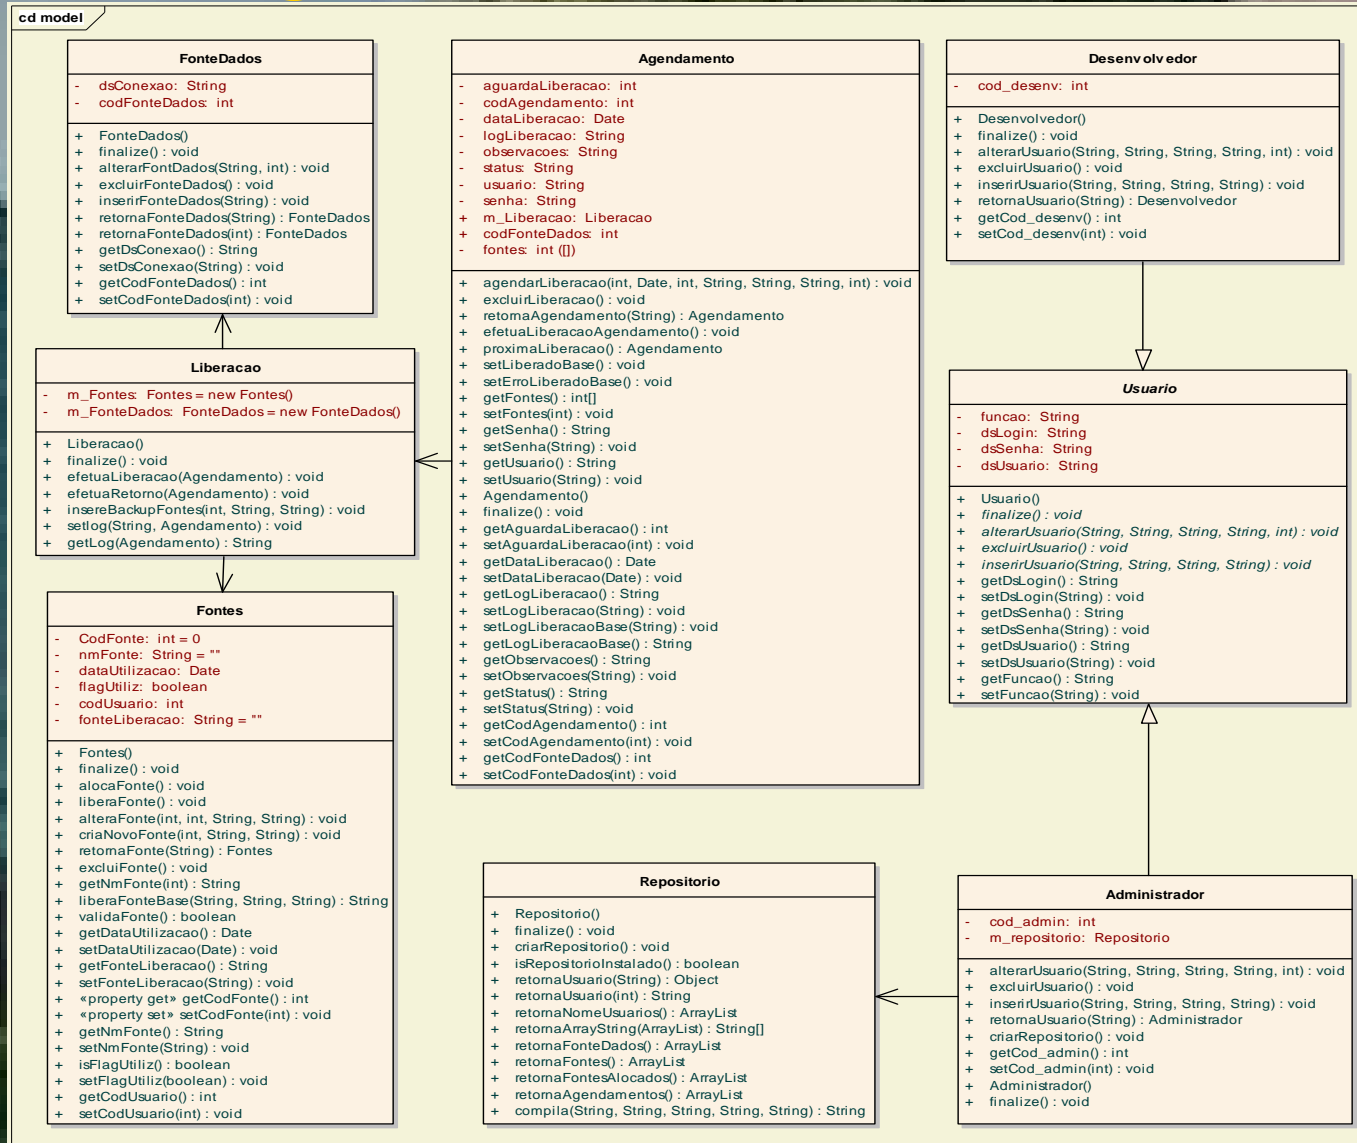 cd model
FonteDados
- dsConexao: String
- codFonteDados: int
+ FonteDados()
+ finalize() : void
+ alterarFontDados(String, int) : void
+ excluirFonteDados() : void
+ inserirFonteDados(String) : void
+ retornaFonteDados(String) : FonteDados
+ retornaFonteDados(int) : FonteDados
+ getDsConexao() : String
+ setDsConexao(String) : void
+ getCodFonteDados() : int
+ setCodFonteDados(int) : void
Liberacao
- m_Fontes: Fontes = new Fontes()
- m_FonteDados: FonteDados = new FonteDados()
+ Liberacao()
+ finalize() : void
+ efetuaLiberacao(Agendamento) : void
+ efetuaRetorno(Agendamento) : void
+ insereBackupFontes(int, String, String) : void
+ setlog(String, Agendamento) : void
+ getLog(Agendamento) : String
Fontes
- CodFonte: int = 0
- nmFonte: String = ""
- dataUtilizacao: Date
- flagUtiliz: boolean
- codUsuario: int
- fonteLiberacao: String = ""
+ Fontes()
+ finalize() : void
+ alocaFonte() : void
+ liberaFonte() : void
+ alteraFonte(int, int, String, String) : void
+ criaNovoFonte(int, String, String) : void
+ retornaFonte(String) : Fontes
+ excluiFonte() : void
+ getNmFonte(int) : String
+ liberaFonteBase(String, String, String) : String
+ validaFonte() : boolean
+ getDataUtilizacao() : Date
+ setDataUtilizacao(Date) : void
+ getFonteLiberacao() : String
+ setFonteLiberacao(String) : void
+ «property get» getCodFonte() : int
+ «property set» setCodFonte(int) : void
+ getNmFonte() : String
+ setNmFonte(String) : void
+ isFlagUtiliz() : boolean
+ setFlagUtiliz(boolean) : void
+ getCodUsuario() : int
+ setCodUsuario(int) : void
Agendamento
- aguardaLiberacao: int
- codAgendamento: int
- dataLiberacao: Date
- logLiberacao: String
- observacoes: String
- status: String
- usuario: String
- senha: String
+ m_Liberacao: Liberacao
+ codFonteDados: int
- fontes: int ([])
+ agendarLiberacao(int, Date, int, String, String, String, int) : void
+ excluirLiberacao() : void
+ retornaAgendamento(String) : Agendamento
+ efetuaLiberacaoAgendamento() : void
+ proximaLiberacao() : Agendamento
+ setLiberadoBase() : void
+ setErroLiberadoBase() : void
+ getFontes() : int[]
+ setFontes(int) : void
+ getSenha() : String
+ setSenha(String) : void
+ getUsuario() : String
+ setUsuario(String) : void
+ Agendamento()
+ finalize() : void
+ getAguardaLiberacao() : int
+ setAguardaLiberacao(int) : void
+ getDataLiberacao() : Date
+ setDataLiberacao(Date) : void
+ getLogLiberacao() : String
+ setLogLiberacao(String) : void
+ setLogLiberacaoBase(String) : void
+ getLogLiberacaoBase() : String
+ getObservacoes() : String
+ setObservacoes(String) : void
+ getStatus() : String
+ setStatus(String) : void
+ getCodAgendamento() : int
+ setCodAgendamento(int) : void
+ getCodFonteDados() : int
+ setCodFonteDados(int) : void
Repositorio
+ Repositorio()
+ finalize() : void
+ criarRepositorio() : void
+ isRepositorioInstalado() : boolean
+ retornaUsuario(String) : Object
+ retornaUsuario(int) : String
+ retornaNomeUsuarios() : ArrayList
+ retornaArrayString(ArrayList) : String[]
+ retornaFonteDados() : ArrayList
+ retornaFontes() : ArrayList
+ retornaFontesAlocados() : ArrayList
+ retornaAgendamentos() : ArrayList
+ compila(String, String, String, String, String) : String
Desenvolvedor
- cod_desenv: int
+ Desenvolvedor()
+ finalize() : void
+ alterarUsuario(String, String, String, String, int) : void
+ excluirUsuario() : void
+ inserirUsuario(String, String, String, String) : void
+ retornaUsuario(String) : Desenvolvedor
+ getCod_desenv() : int
+ setCod_desenv(int) : void
Usuario
- funcao: String
- dsLogin: String
- dsSenha: String
- dsUsuario: String
+ Usuario()
+ finalize() : void
+ alterarUsuario(String, String, String, String, int) : void
+ excluirUsuario() : void
+ inserirUsuario(String, String, String, String) : void
+ getDsLogin() : String
+ setDsLogin(String) : void
+ getDsSenha() : String
+ setDsSenha(String) : void
+ getDsUsuario() : String
+ setDsUsuario(String) : void
+ getFuncao() : String
+ setFuncao(String) : void
Administrador
- cod_admin: int
- m_repositorio: Repositorio
+ alterarUsuario(String, String, String, String, int) : void
+ excluirUsuario() : void
+ inserirUsuario(String, String, String, String) : void
+ retornaUsuario(String) : Administrador
+ criarRepositorio() : void
+ getCod_admin() : int
+ setCod_admin(int) : void
+ Administrador()
+ finalize() : void